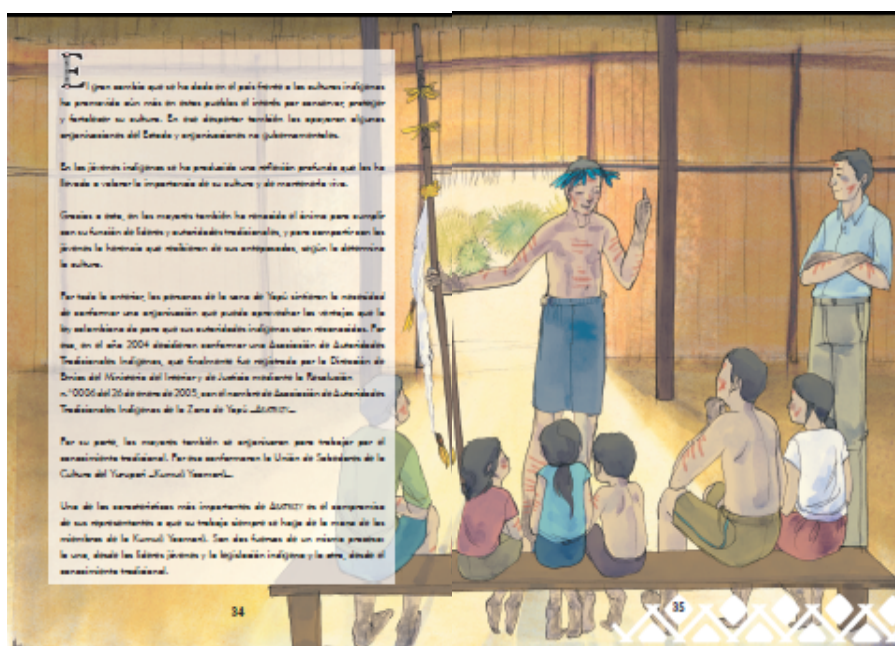 El gran cambio que se ha dado en el país frente a las culturas indígenas
ha promovido aún más en estos pueblos el interés por conservar, proteger
y fortalecer su cultura. En ese despertar también los apoyaron algunas
organizaciones del Estado y organizaciones no gubernamentales.
En los jóvenes indígenas se ha producido una reflexión profunda que los ha
llevado a valorar la importancia de su cultura y de mantenerla viva.
Gracias a esto, en los mayores también ha renacido el ánimo para cumplir
con su función de líderes y autoridades tradicionales, y para compartir con los
jóvenes la herencia que recibieron de sus antepasados, según lo determina
la cultura.
Por todo lo anterior, las personas de la zona de Yapú sintieron la necesidad
de conformar una organización que pueda aprovechar las ventajas que la
ley colombiana da para que sus autoridades indígenas sean reconocidas. Por
eso, en el año 2004 decidieron conformar una Asociación de Autoridades
Tradicionales Indígenas, que finalmente fue registrada por la Dirección de
Etnias del Ministerio del Interior y de Justicia mediante la Resolución
n.°0006 del 26 de enero de 2005, con el nombre de Asociación de Autoridades
Tradicionales Indígenas de la Zona de Yapú
Por su parte, los mayores también se organizaron para trabajar por el
conocimiento tradicional. Por eso conformaron la Unión de Sabedores de la
Cultura del Yuruparí _Kumuã Yoamarã_.
Una de las características más importantes de es el compromiso
de sus representantes a que su trabajo siempre se haga de la mano de los
miembros de la Kumuã Yoamarã. Son dos fuerzas de un mismo proceso:
la una, desde los líderes jóvenes y la legislación indígena y la otra, desde el
conocimiento tradicional.
34
35